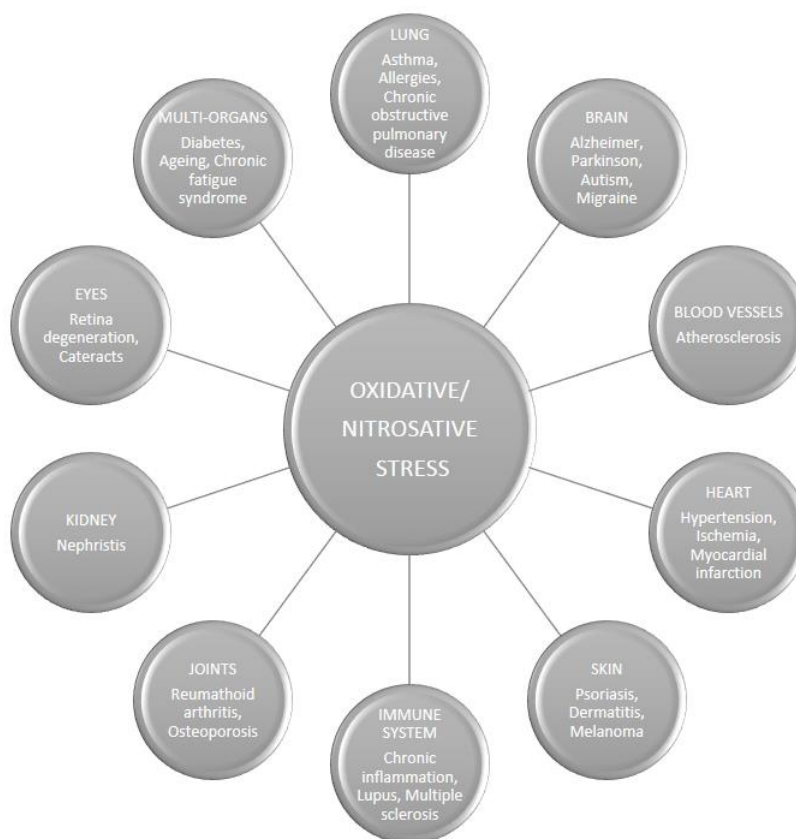 LUNG
Asthma,
Allergies,
Chronic
obstructive
pulmonary
disease
BRAIN
Alzheimer,
Parkinson,
Autism,
Migraine
BLOOD VESSELS
Atherosclerosis
HEART
Hypertension,
Ischemia,
Myocardial
infarction
SKIN
Psoriasis,
Dermatitis,
Melanoma
IMMUNE
SYSTEM
Chronic
inflammation,
Lupus, Multiple
sclerosis
JOINTS
Reumathoid
arthritis,
Osteoporosis
KIDNEY
Nephristis
EYES
Retina
degeneration,
Cateracts
MULTI-ORGANS
Diabetes,
Ageing, Chronic
fatigue
syndrome
OXIDATIVE/
NITROSATIVE
STRESS